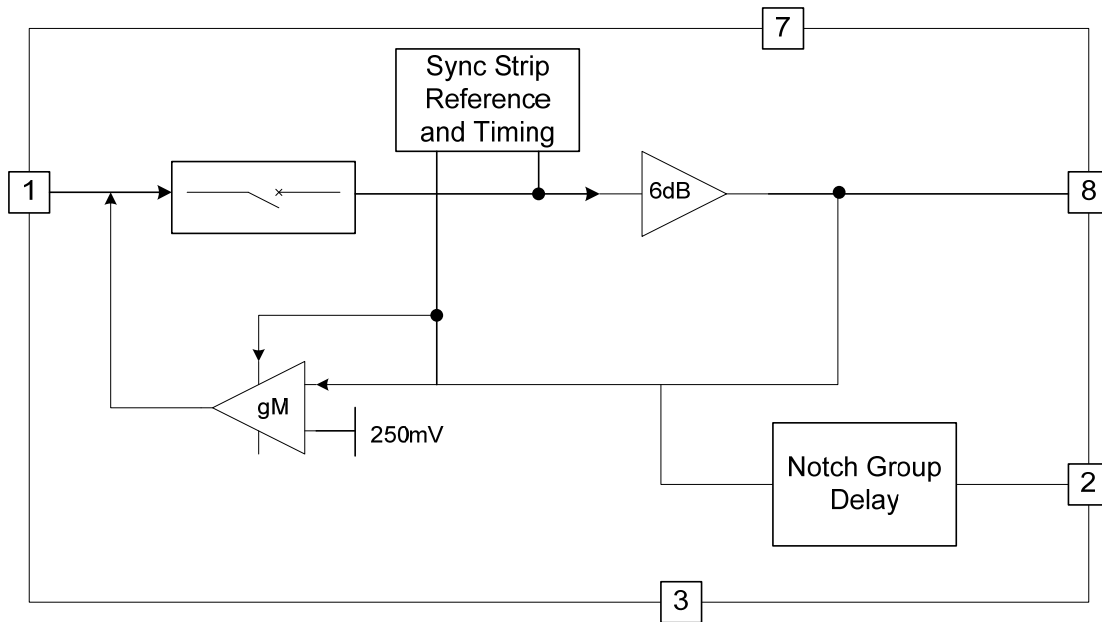 7
Sync Strip
Reference
and Timing
1
6dB
8
gM
250mV
Notch Group
Delay
2
3